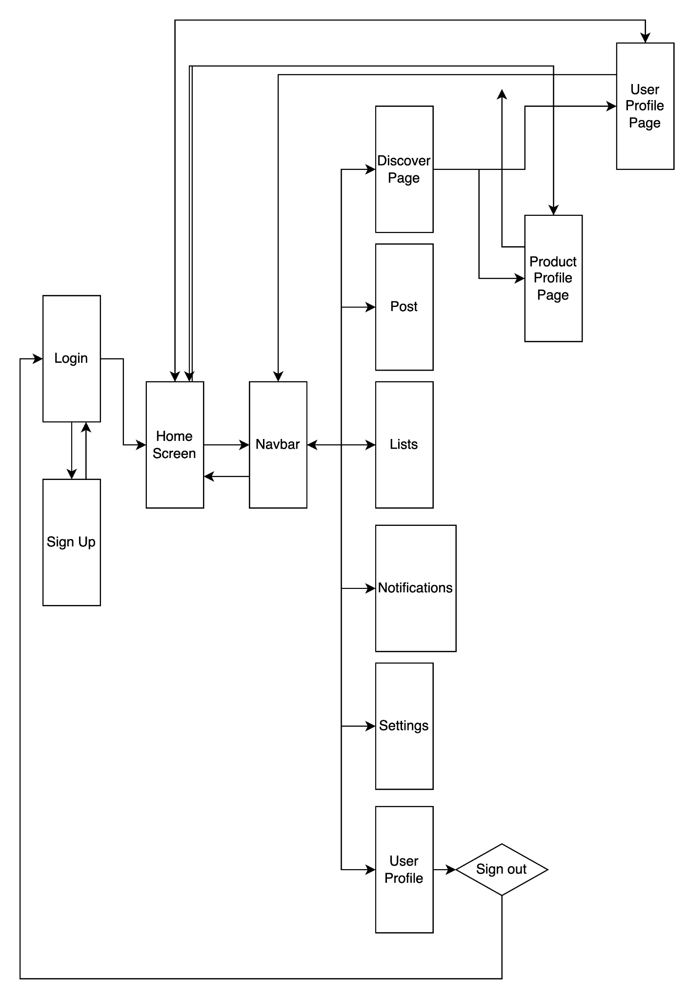 User
Profile
Page
Discover
Page
Product
Profile
Page
Post
Login
Home
Screen
Navbar
Lists
Sign Up
Notifications
Settings
User
Profile
Sign out